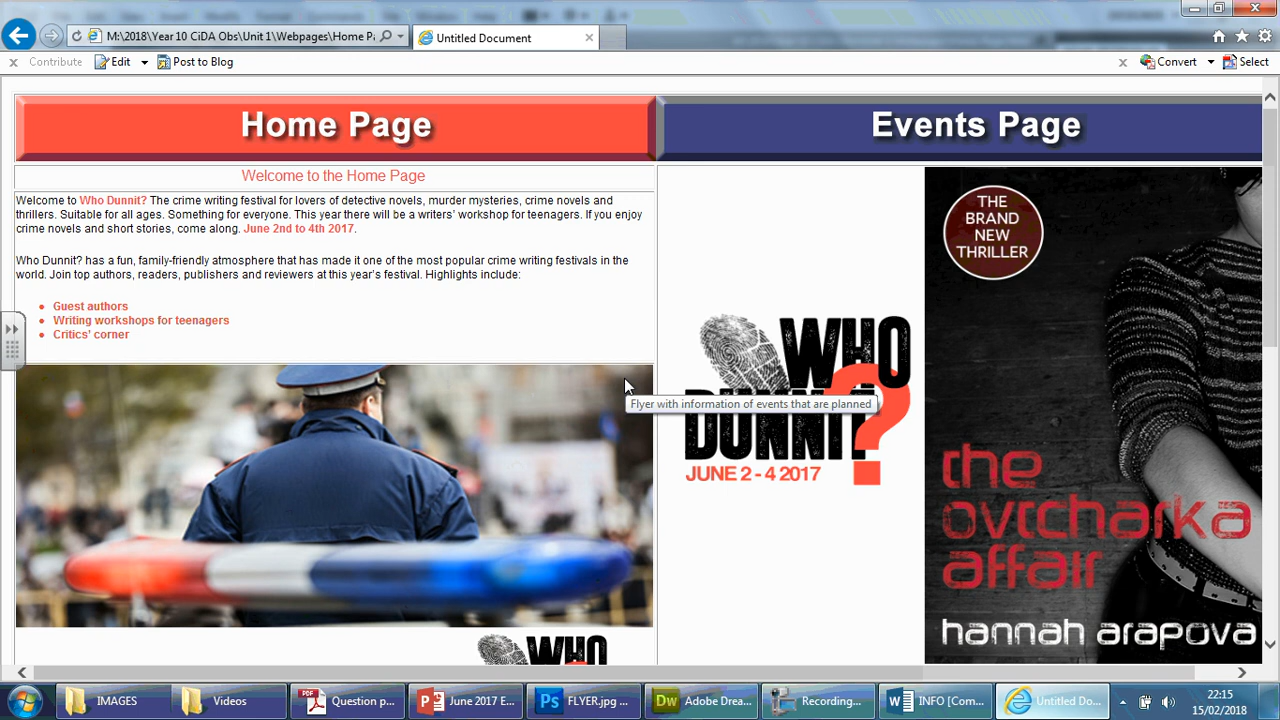 M:\2018\Year 10 CiDA Obs\Unit 1\Webpages\Home P
Untitled Document
Contribute Edit Post to Blog Convert Select
Home Page
Events Page
Welcome to the Home Page
Welcome to Who Dunnit? The crime writing festival for lovers of detective novels, murder mysteries, crime novels and
thrillers. Suitable for all ages. Something for everyone. This year there will be a writers' workshop for teenagers. If you enjoy
crime novels and short stories, come along. June 2nd to 4th 2017.
Who Dunnit? has a fun, family-friendly atmosphere that has made it one of the most popular crime writing festivals in the
world. Join top authors, readers, publishers and reviewers at this year's festival. Highlights include:
• Guest authors
• Writing workshops for teenagers
• Critics' corner
WHO
DUNNIT?
JUNE 2 - 4 2017
Flyer with information of events that are planned
THE
BRAND
NEW
THRILLER
the
ovtcharka
affair
hannah arapova
WHO
IMAGES
Videos
Question p...
June 2017 E...
FLYER.jpg ...
Adobe Drea...
Recording...
INFO [Com...
Untitled Do...
22:15
15/02/2018